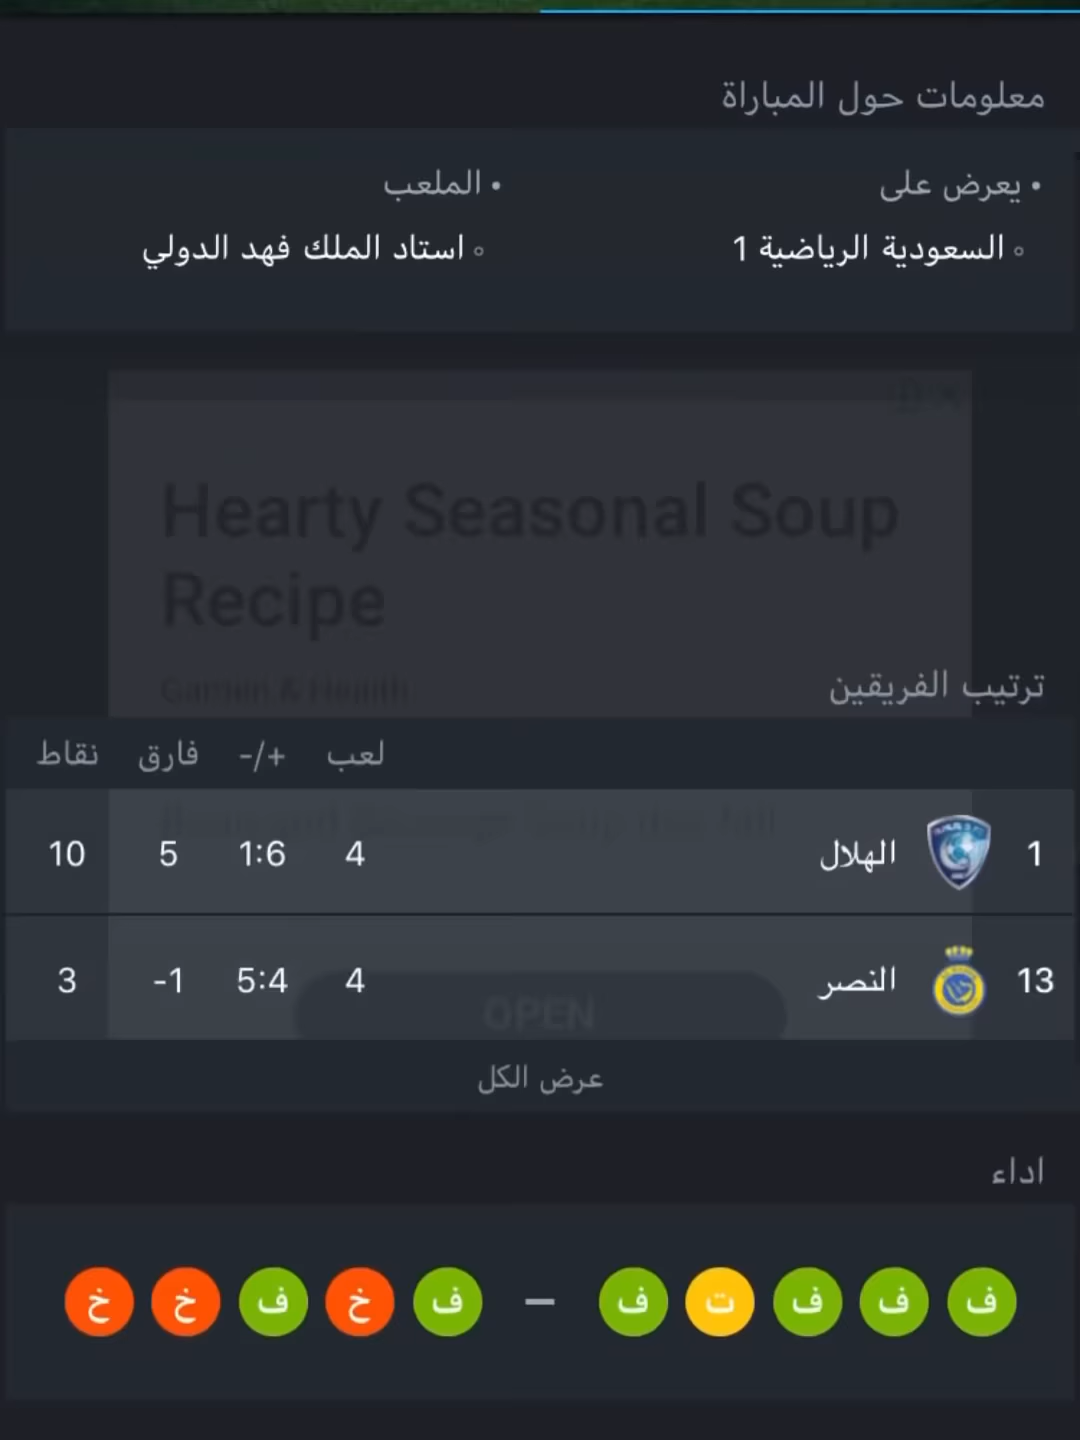 معلومات حول المباراة
• يعرض على
• الملعب
◦ السعودية الرياضية 1
◦ استاد الملك فهد الدولي
Hearty Seasonal Soup
Recipe
ترتيب الفريقين
لعب +/- فارق نقاط
1 الهلال 4 1:6 5 10
13 النصر 4 5:4 -1 3
OPEN
عرض الكل
اداء
ف ف ف ت ف – ف خ ف خ خ